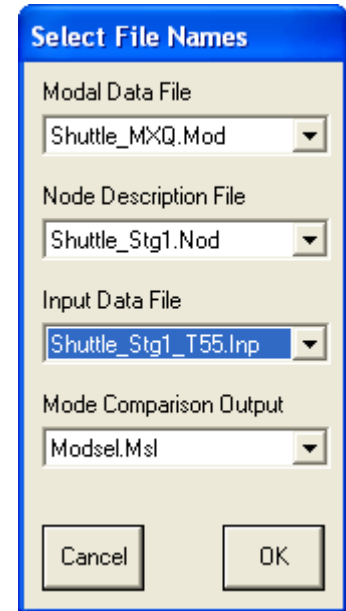 Select File Names
Modal Data File
Shuttle_MXQ.Mod
Node Description File
Shuttle_Stg1.Nod
Input Data File
Shuttle_Stg1_T55.Inp
Mode Comparison Output
Modsel.Msl
Cancel OK